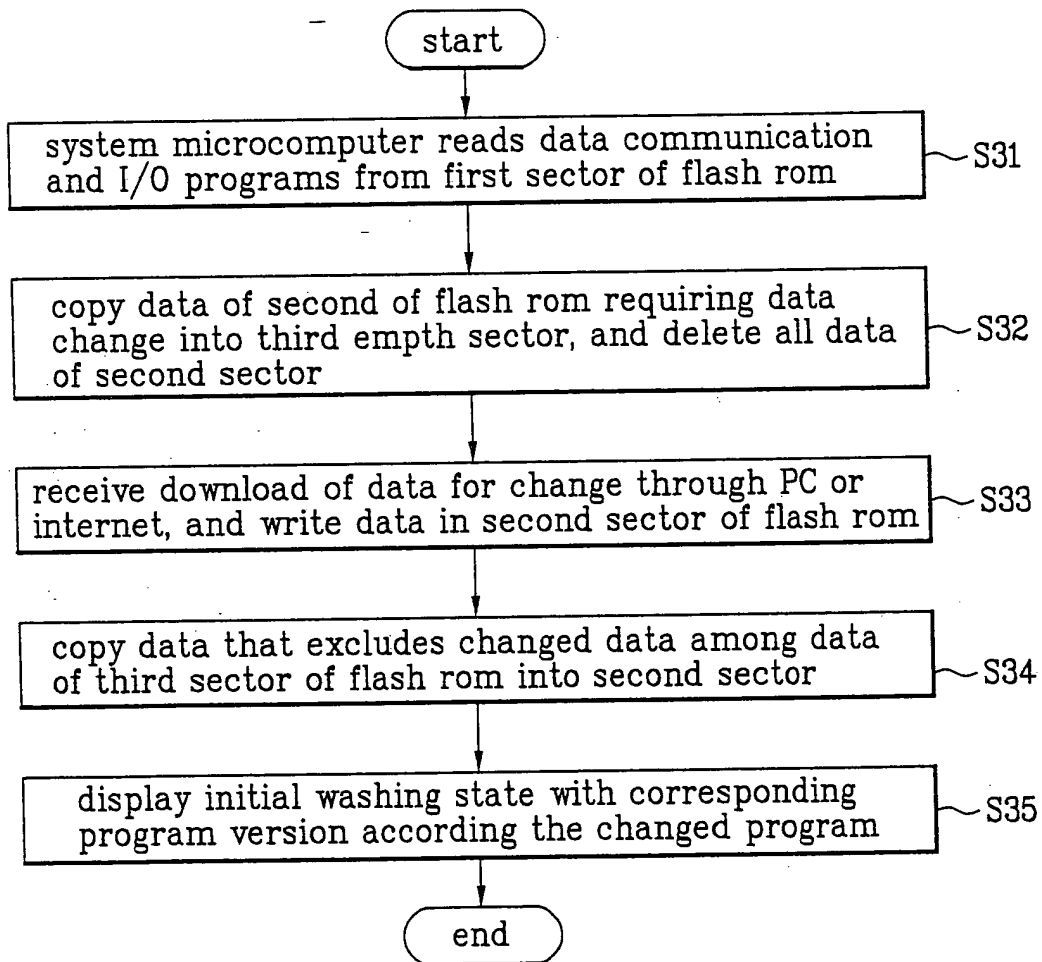 start
system microcomputer reads data communication
and I/O programs from first sector of flash rom
S31
copy data of second of flash rom requiring data
change into third empth sector, and delete all data
of second sector
S32
receive download of data for change through PC or
internet, and write data in second sector of flash rom
S33
copy data that excludes changed data among data
of third sector of flash rom into second sector
S34
display initial washing state with corresponding
program version according the changed program
S35
end